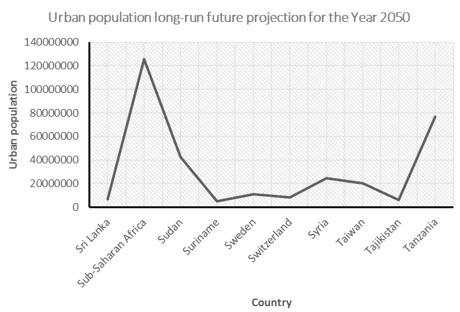 Urban population long-run future projection for the Year 2050
Urban population
140000000
120000000
100000000
80000000
60000000
40000000
20000000
0
Sri Lanka
Sub-Saharan Africa
Sudan
Suriname
Sweden
Switzerland
Syria
Taiwan
Tajikistan
Tanzania
Country